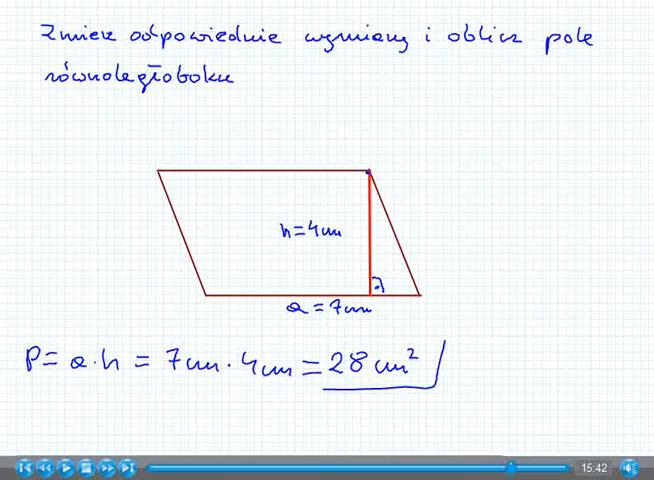 Zmierz odpowiednie wymiary i oblicz pole
równoległoboku
h=4cm
a=7cm
P=a·h=7cm·4cm=28cm²
15:42